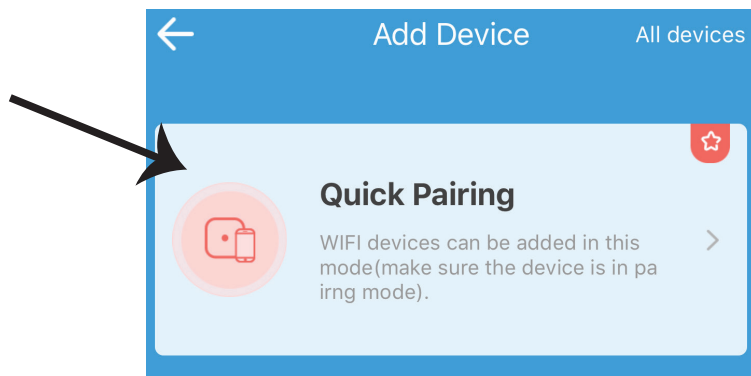 Add Device All devices
Quick Pairing
WIFI devices can be added in this
mode(make sure the device is in pa
irng mode).